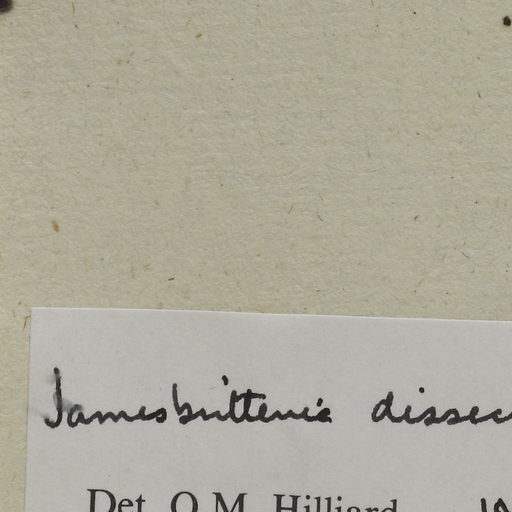 Jamesbrittenia dissec
Det. O.M. Hilliard